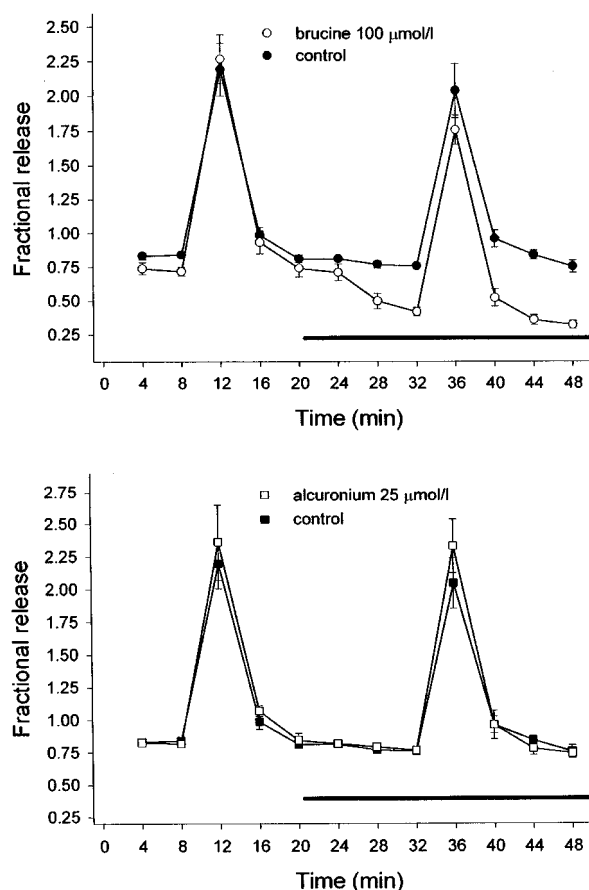 brucine 100 μmol/l
control
2.50
2.25
2.00
1.75
1.50
1.25
1.00
0.75
0.50
0.25
Fractional release
0 4 8 12 16 20 24 28 32 36 40 44 48
Time (min)
alcuronium 25 μmol/l
control
2.75
2.50
2.25
2.00
1.75
1.50
1.25
1.00
0.75
0.50
0.25
Fractional release
0 4 8 12 16 20 24 28 32 36 40 44 48
Time (min)